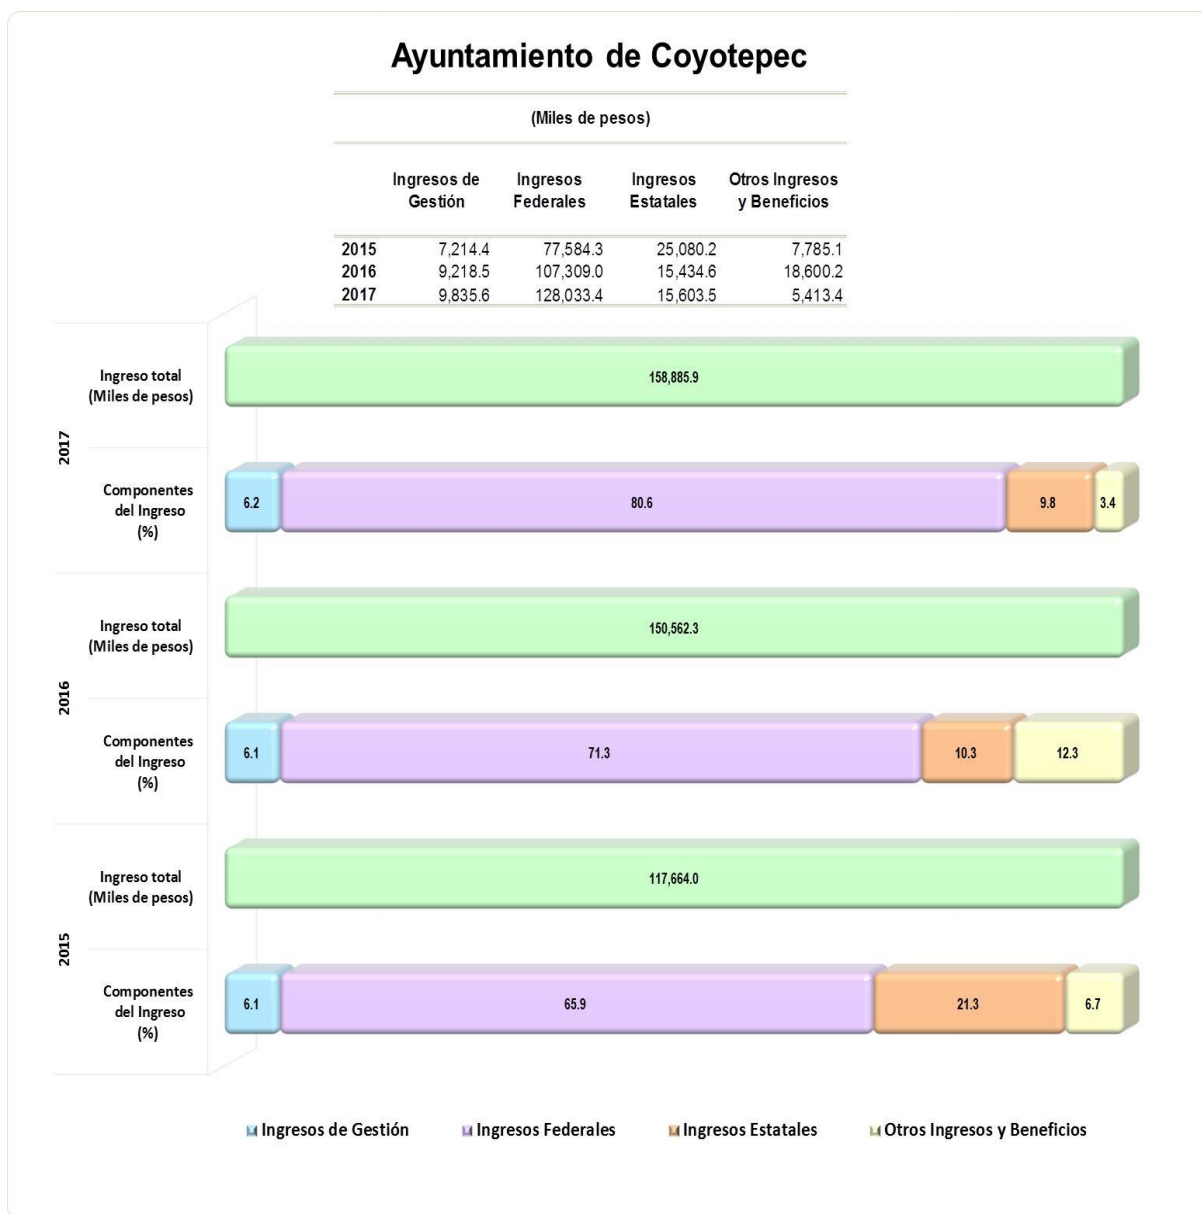 Ayuntamiento de Coyotepec
(Miles de pesos)
Ingresos de Gestión Ingresos Federales Ingresos Estatales Otros Ingresos y Beneficios
2015 7,214.4 77,584.3 25,080.2 7,785.1
2016 9,218.5 107,309.0 15,434.6 18,600.2
2017 9,835.6 128,033.4 15,603.5 5,413.4
2017
Ingreso total
(Miles de pesos)
158,885.9
Componentes
del Ingreso
(%)
6.2 80.6 9.8 3.4
2016
Ingreso total
(Miles de pesos)
150,562.3
Componentes
del Ingreso
(%)
6.1 71.3 10.3 12.3
2015
Ingreso total
(Miles de pesos)
117,664.0
Componentes
del Ingreso
(%)
6.1 65.9 21.3 6.7
Ingresos de Gestión Ingresos Federales Ingresos Estatales Otros Ingresos y Beneficios